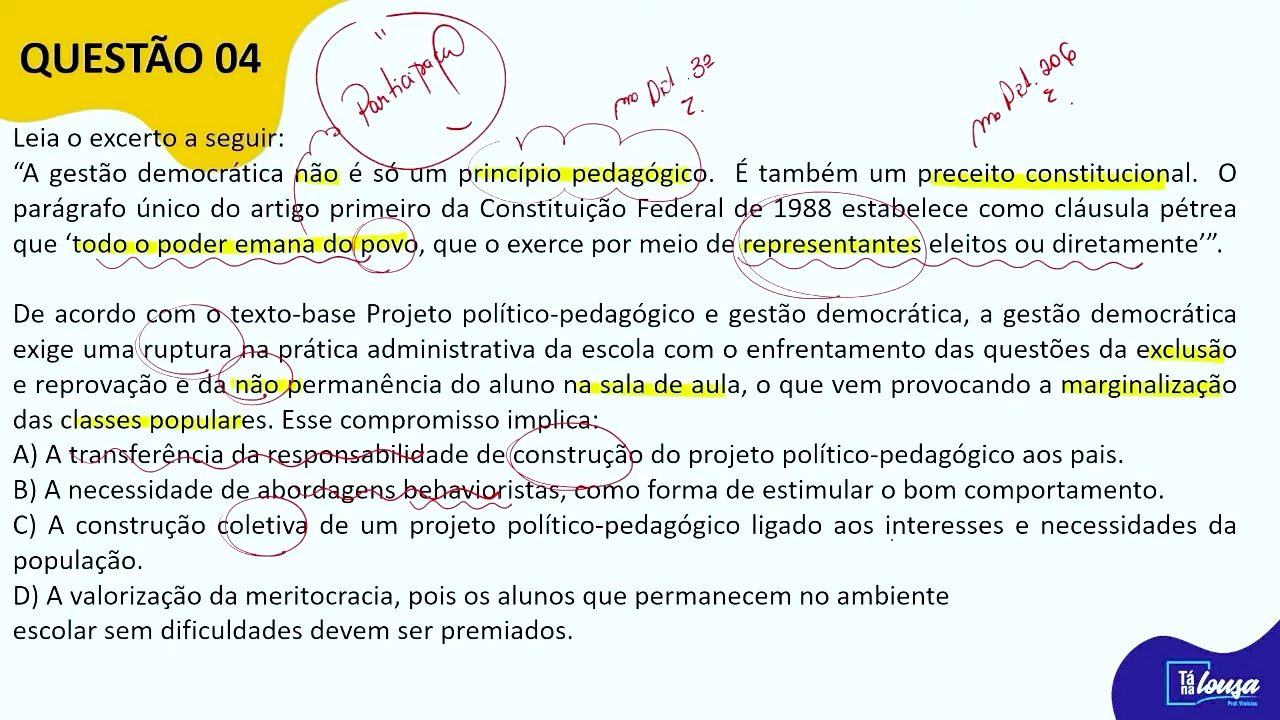 QUESTÃO 04
Participaçã
no Did. 3º
no Did. 206
Leia o excerto a seguir:
“A gestão democrática não é só um princípio pedagógico. É também um preceito constitucional. O
parágrafo único do artigo primeiro da Constituição Federal de 1988 estabelece como cláusula pétrea
que ‘todo o poder emana do povo, que o exerce por meio de representantes eleitos ou diretamente’”.
De acordo com o texto-base Projeto político-pedagógico e gestão democrática, a gestão democrática
exige uma ruptura na prática administrativa da escola com o enfrentamento das questões da exclusão
e reprovação e da não permanência do aluno na sala de aula, o que vem provocando a marginalização
das classes populares. Esse compromisso implica:
A) A transferência da responsabilidade de construção do projeto político-pedagógico aos pais.
B) A necessidade de abordagens behavioristas, como forma de estimular o bom comportamento.
C) A construção coletiva de um projeto político-pedagógico ligado aos interesses e necessidades da
população.
D) A valorização da meritocracia, pois os alunos que permanecem no ambiente
escolar sem dificuldades devem ser premiados.
Tá
na lousa
Prof. Vinícius